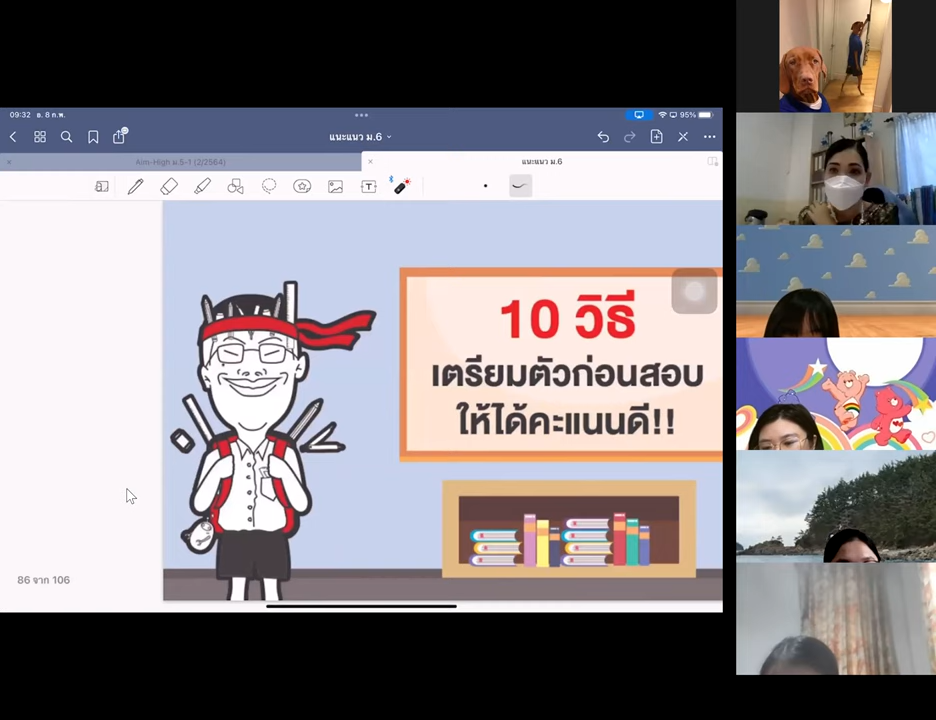 09:32 อ. 8 ก.พ.
95%
แนะแนว ม.6
Aim-High ม.5-1 (2/2564)
แนะแนว ม.6
T
10 วิธี
เตรียมตัวก่อนสอบ
ให้ได้คะแนนดี!!
86 จาก 106